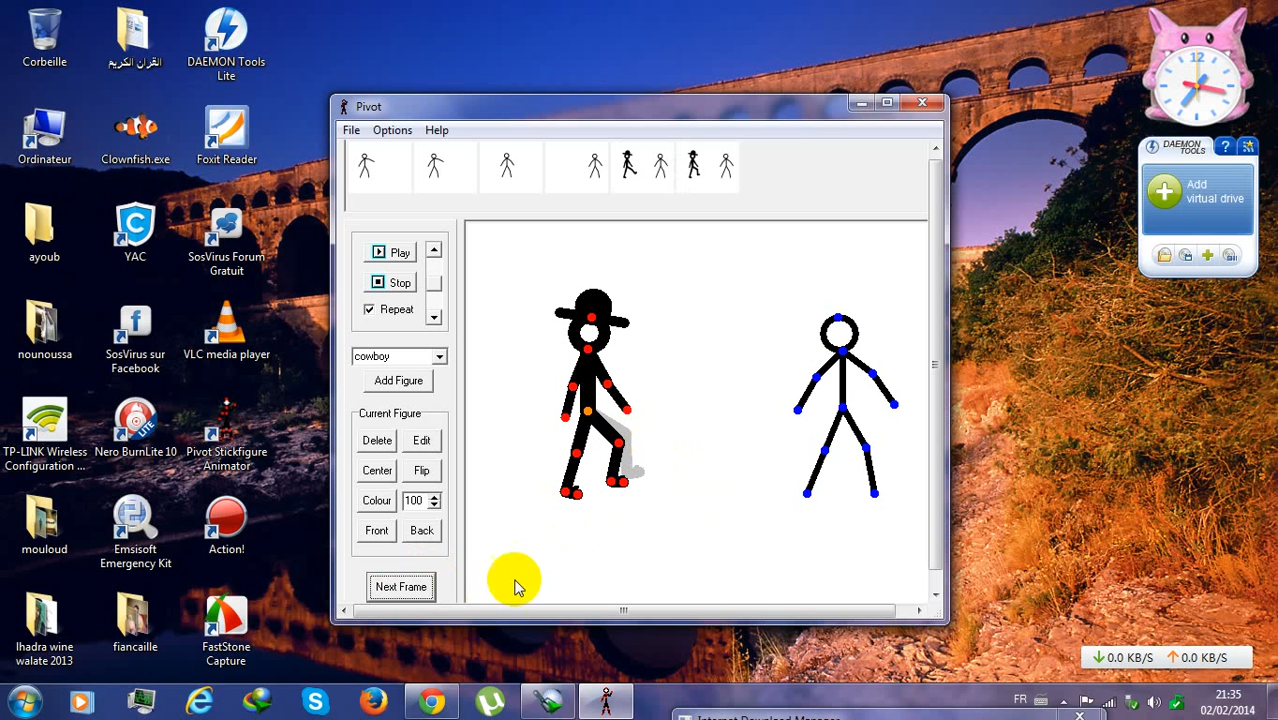 Corbeille
القرآن الكريم
DAEMON Tools
Lite
Ordinateur
Clownfish.exe
Foxit Reader
ayoub
YAC
SosVirus Forum
Gratuit
nounoussa
SosVirus sur
Facebook
VLC media player
TP-LINK Wireless
Configuration ...
Nero BurnLite 10
Pivot Stickfigure
Animator
mouloud
Emsisoft
Emergency Kit
Action!
lhadra wine
walate 2013
fiancaille
FastStone
Capture
Pivot
File Options Help
Play
Stop
Repeat
cowboy
Add Figure
Current Figure
Delete Edit
Center Flip
Colour 100
Front Back
Next Frame
12
DAEMON
TOOLS
?
Add
virtual drive
0.0 KB/S 0.0 KB/S
FR
21:35
02/02/2014
Internet Download Manager